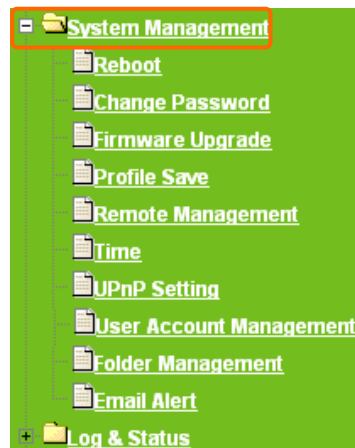 System Management
Reboot
Change Password
Firmware Upgrade
Profile Save
Remote Management
Time
UPnP Setting
User Account Management
Folder Management
Email Alert
Log & Status